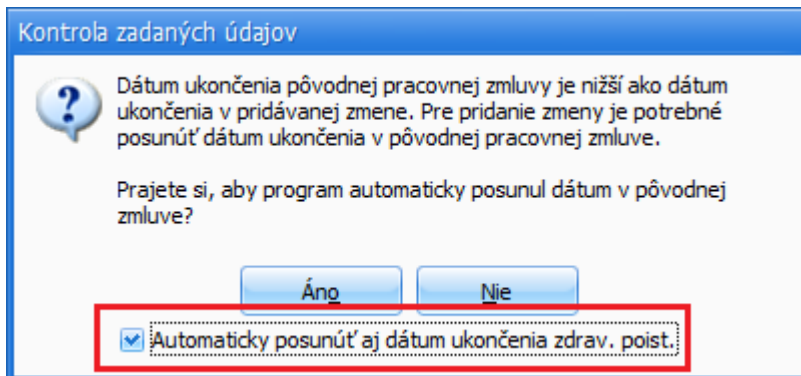 Kontrola zadaných údajov
Dátum ukončenia pôvodnej pracovnej zmluvy je nižší ako dátum
ukončenia v pridávanej zmene. Pre pridanie zmeny je potrebné
posunúť dátum ukončenia v pôvodnej pracovnej zmluve.
Prajete si, aby program automaticky posunul dátum v pôvodnej
zmluve?
Áno Nie
Automaticky posunúť aj dátum ukončenia zdrav. poist.